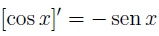 [cos x]′ = − sen x